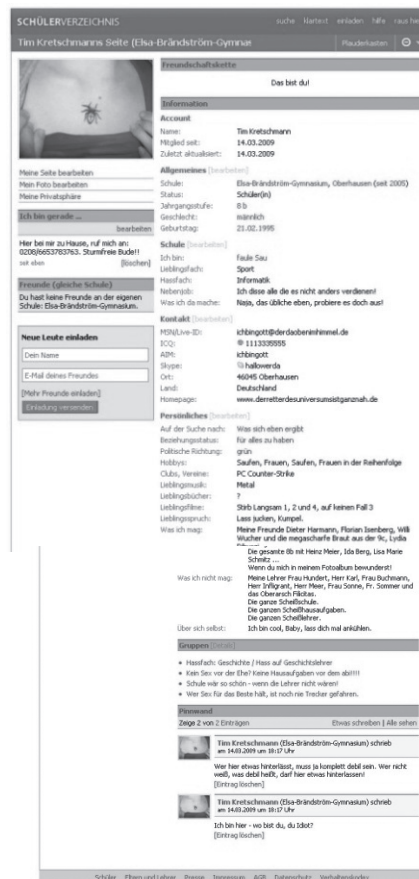 SCHÜLERVERZEICHNIS
suche klartext einladen hilfe raus hier
Tim Kretschmanns Seite (Elsa-Brändström-Gymnas
Plauderkasten
Freundschaftskette
Das bist du!
Information
Account
Name: Tim Kretschmann
Mitglied seit: 14.03.2009
Zuletzt aktualisiert: 14.03.2009
Allgemeines [bearbeiten]
Schule: Elsa-Brändström-Gymnasium, Oberhausen (seit 2005)
Status: Schüler(in)
Jahrgangsstufe: 8 b
Geschlecht: männlich
Geburtstag: 21.02.1995
Schule [bearbeiten]
Ich bin: faule Sau
Lieblingsfach: Sport
Hassfach: Informatik
Nebenjob: Ich disse alle die es nicht anders verdienen!
Was ich da mache: Naja, das übliche eben, probiere es doch aus!
Kontakt [bearbeiten]
MSN/Live-ID: ichbingott@derdaobenimhimmel.de
ICQ: 1113335555
AIM: ichbingott
Skype: hallowerda
Ort: 46045 Oberhausen
Land: Deutschland
Homepage: www.derretterdesuniversumsistganznah.de
Persönliches [bearbeiten]
Auf der Suche nach: Was sich eben ergibt
Beziehungsstatus: für alles zu haben
Politische Richtung: grün
Hobbys: Saufen, Frauen, Saufen, Frauen in der Reihenfolge
Clubs, Vereine: PC Counter-Strike
Lieblingsmusik: Metal
Lieblingsbücher: ?
Lieblingsfilme: Stirb Langsam 1, 2 und 4, auf keinen Fall 3
Lieblingsspruch: Lass jucken, Kumpel.
Was ich mag: Meine Freunde Dieter Harmann, Florian Isenberg, Willi
Wucher und die megascharfe Braut aus der 9c, Lydia
Die gesamte 8b mit Heinz Meier, Ida Berg, Lisa Marie
Schmitz ...
Wenn du mich in meinem Fotoalbum bewunderst!
Was ich nicht mag: Meine Lehrer Frau Hundert, Herr Karl, Frau Buchmann,
Herr Infligrant, Herr Meer, Frau Sonne, Fr. Sommer und
das Oberarsch Filicitas.
Die ganze Scheißschule.
Die ganzen Scheißhausaufgaben.
Die ganzen Scheißlehrer.
Über sich selbst: Ich bin cool, Baby, lass dich mal ankühlen.
Gruppen [Details]
• Hassfach: Geschichte / Hass auf Geschichtslehrer
• Kein Sex vor der Ehe? Keine Hausaufgaben vor dem abi!!!!
• Schule wär so schön - wenn die Lehrer nicht wären!
• Wer Sex für das Beste hält, ist noch nie Trecker gefahren.
Pinnwand
Zeige 2 von 2 Einträgen
Etwas schreiben | Alle sehen
Tim Kretschmann (Elsa-Brändström-Gymnasium) schrieb
am 14.03.2009 um 18:17 Uhr
Wer hier etwas hinterlässt, muss ja komplett debil sein. Wer nicht
weiß, was debil heißt, darf hier etwas hinterlassen!
[Eintrag löschen]
Tim Kretschmann (Elsa-Brändström-Gymnasium) schrieb
am 14.03.2009 um 18:17 Uhr
Ich bin hier - wo bist du, du Idiot?
[Eintrag löschen]
Meine Seite bearbeiten
Mein Foto bearbeiten
Meine Privatsphäre
Ich bin gerade ...
bearbeiten
Hier bei mir zu Hause, ruf mich an:
0208/6653783763. Sturmfreie Bude!!
seit eben [löschen]
Freunde (gleiche Schule)
Du hast keine Freunde an der eigenen
Schule: Elsa-Brändström-Gymnasium.
Neue Leute einladen
Dein Name
E-Mail deines Freundes
[Mehr Freunde einladen]
Einladung versenden
Schüler Eltern und Lehrer Presse Impressum AGB Datenschutz Verhaltenskodex